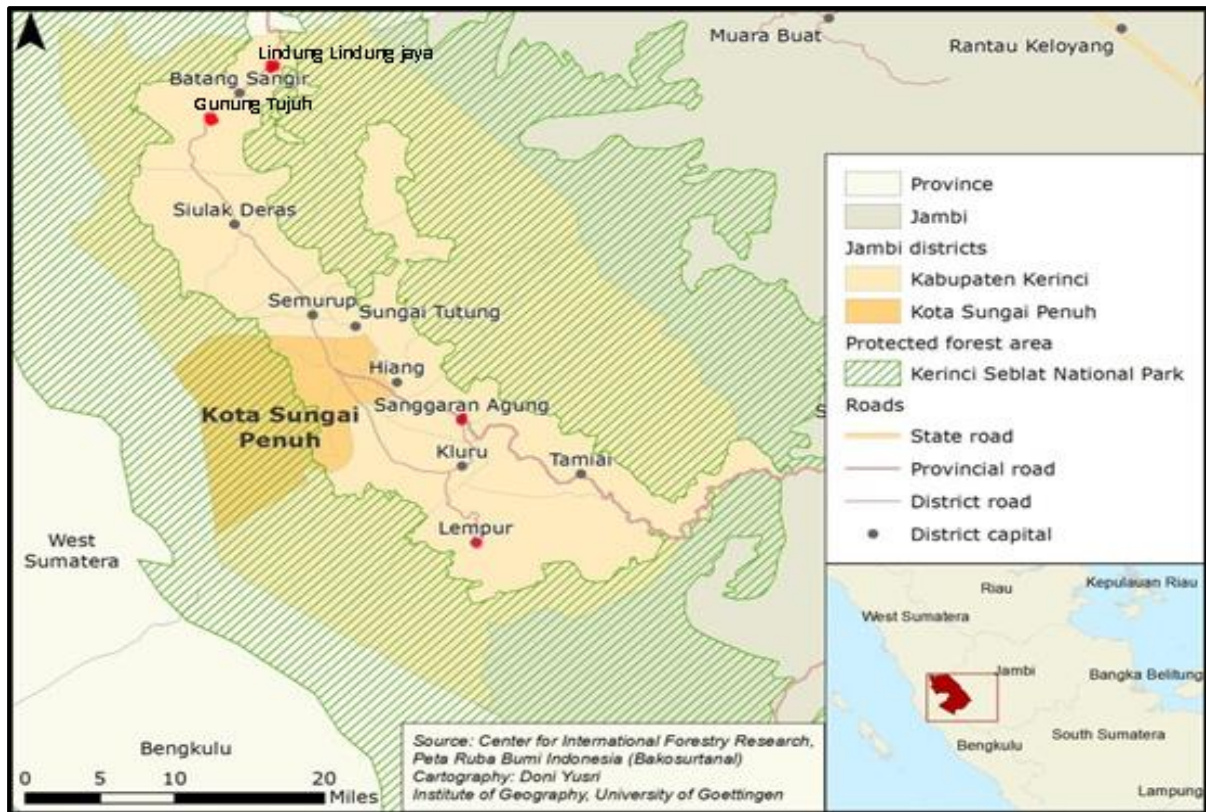 Lindung Lindung jaya
Batang Sangir
Gunung Tujuh
Muara Buat
Rantau Keloyang
Siulak Deras
Semurup
Sungai Tutung
Hiang
Kota Sungai
Penuh
Sanggaran Agung
Kluru
Tamiai
Lempur
West
Sumatera
Bengkulu
S
0 5 10 20
Miles
Province
Jambi
Jambi districts
Kabupaten Kerinci
Kota Sungai Penuh
Protected forest area
Kerinci Seblat National Park
Roads
State road
Provincial road
District road
District capital
Riau
Kepulauan Riau
West Sumatera
Jambi
Bangka Belitung
South Sumatera
Bengkulu
Lampung
Source: Center for International Forestry Research,
Peta Ruba Bumi Indonesia (Bakosurtanal)
Cartography: Doni Yusri
Institute of Geography, University of Goettingen